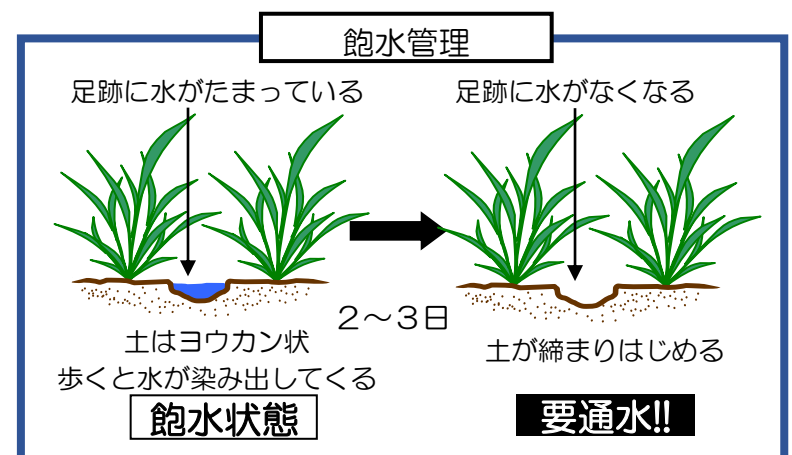 飽水管理
足跡に水がたまっている
足跡に水がなくなる
２～３日
土はヨウカン状
歩くと水が染み出してくる
飽水状態
土が締まりはじめる
要通水!!